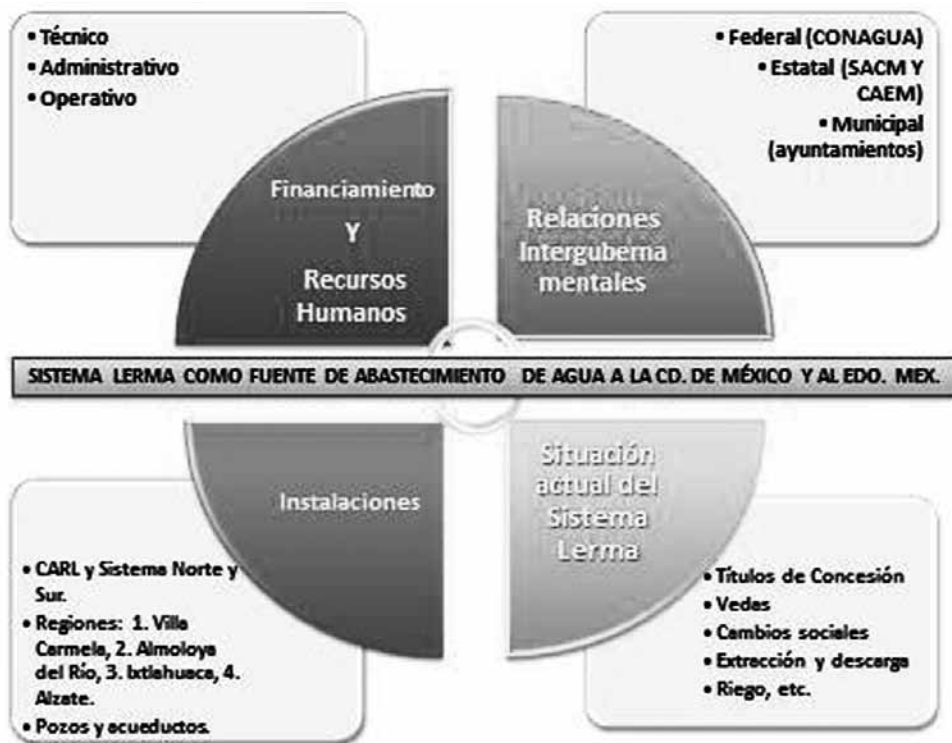 • Técnico
• Administrativo
• Operativo
Financiamiento
Y
Recursos
Humanos
• Federal (CONAGUA)
• Estatal (SACM Y
CAEM)
• Municipal
(ayuntamientos)
Relaciones
Interguberna
mentales
SISTEMA LERMA COMO FUENTE DE ABASTECIMIENTO DE AGUA A LA CD. DE MÉXICO Y AL EDO. MEX.
Instalaciones
• CARL y Sistema Norte y
Sur.
• Regiones: 1. Villa
Carmela, 2. Almoloya
del Río, 3. Ixtlahuaca, 4.
Alzate.
• Pozos y acueductos.
Situación
actual del
Sistema
Lerma
• Títulos de Concesión
• Vedas
• Cambios sociales
• Extracción y descarga
• Riego, etc.